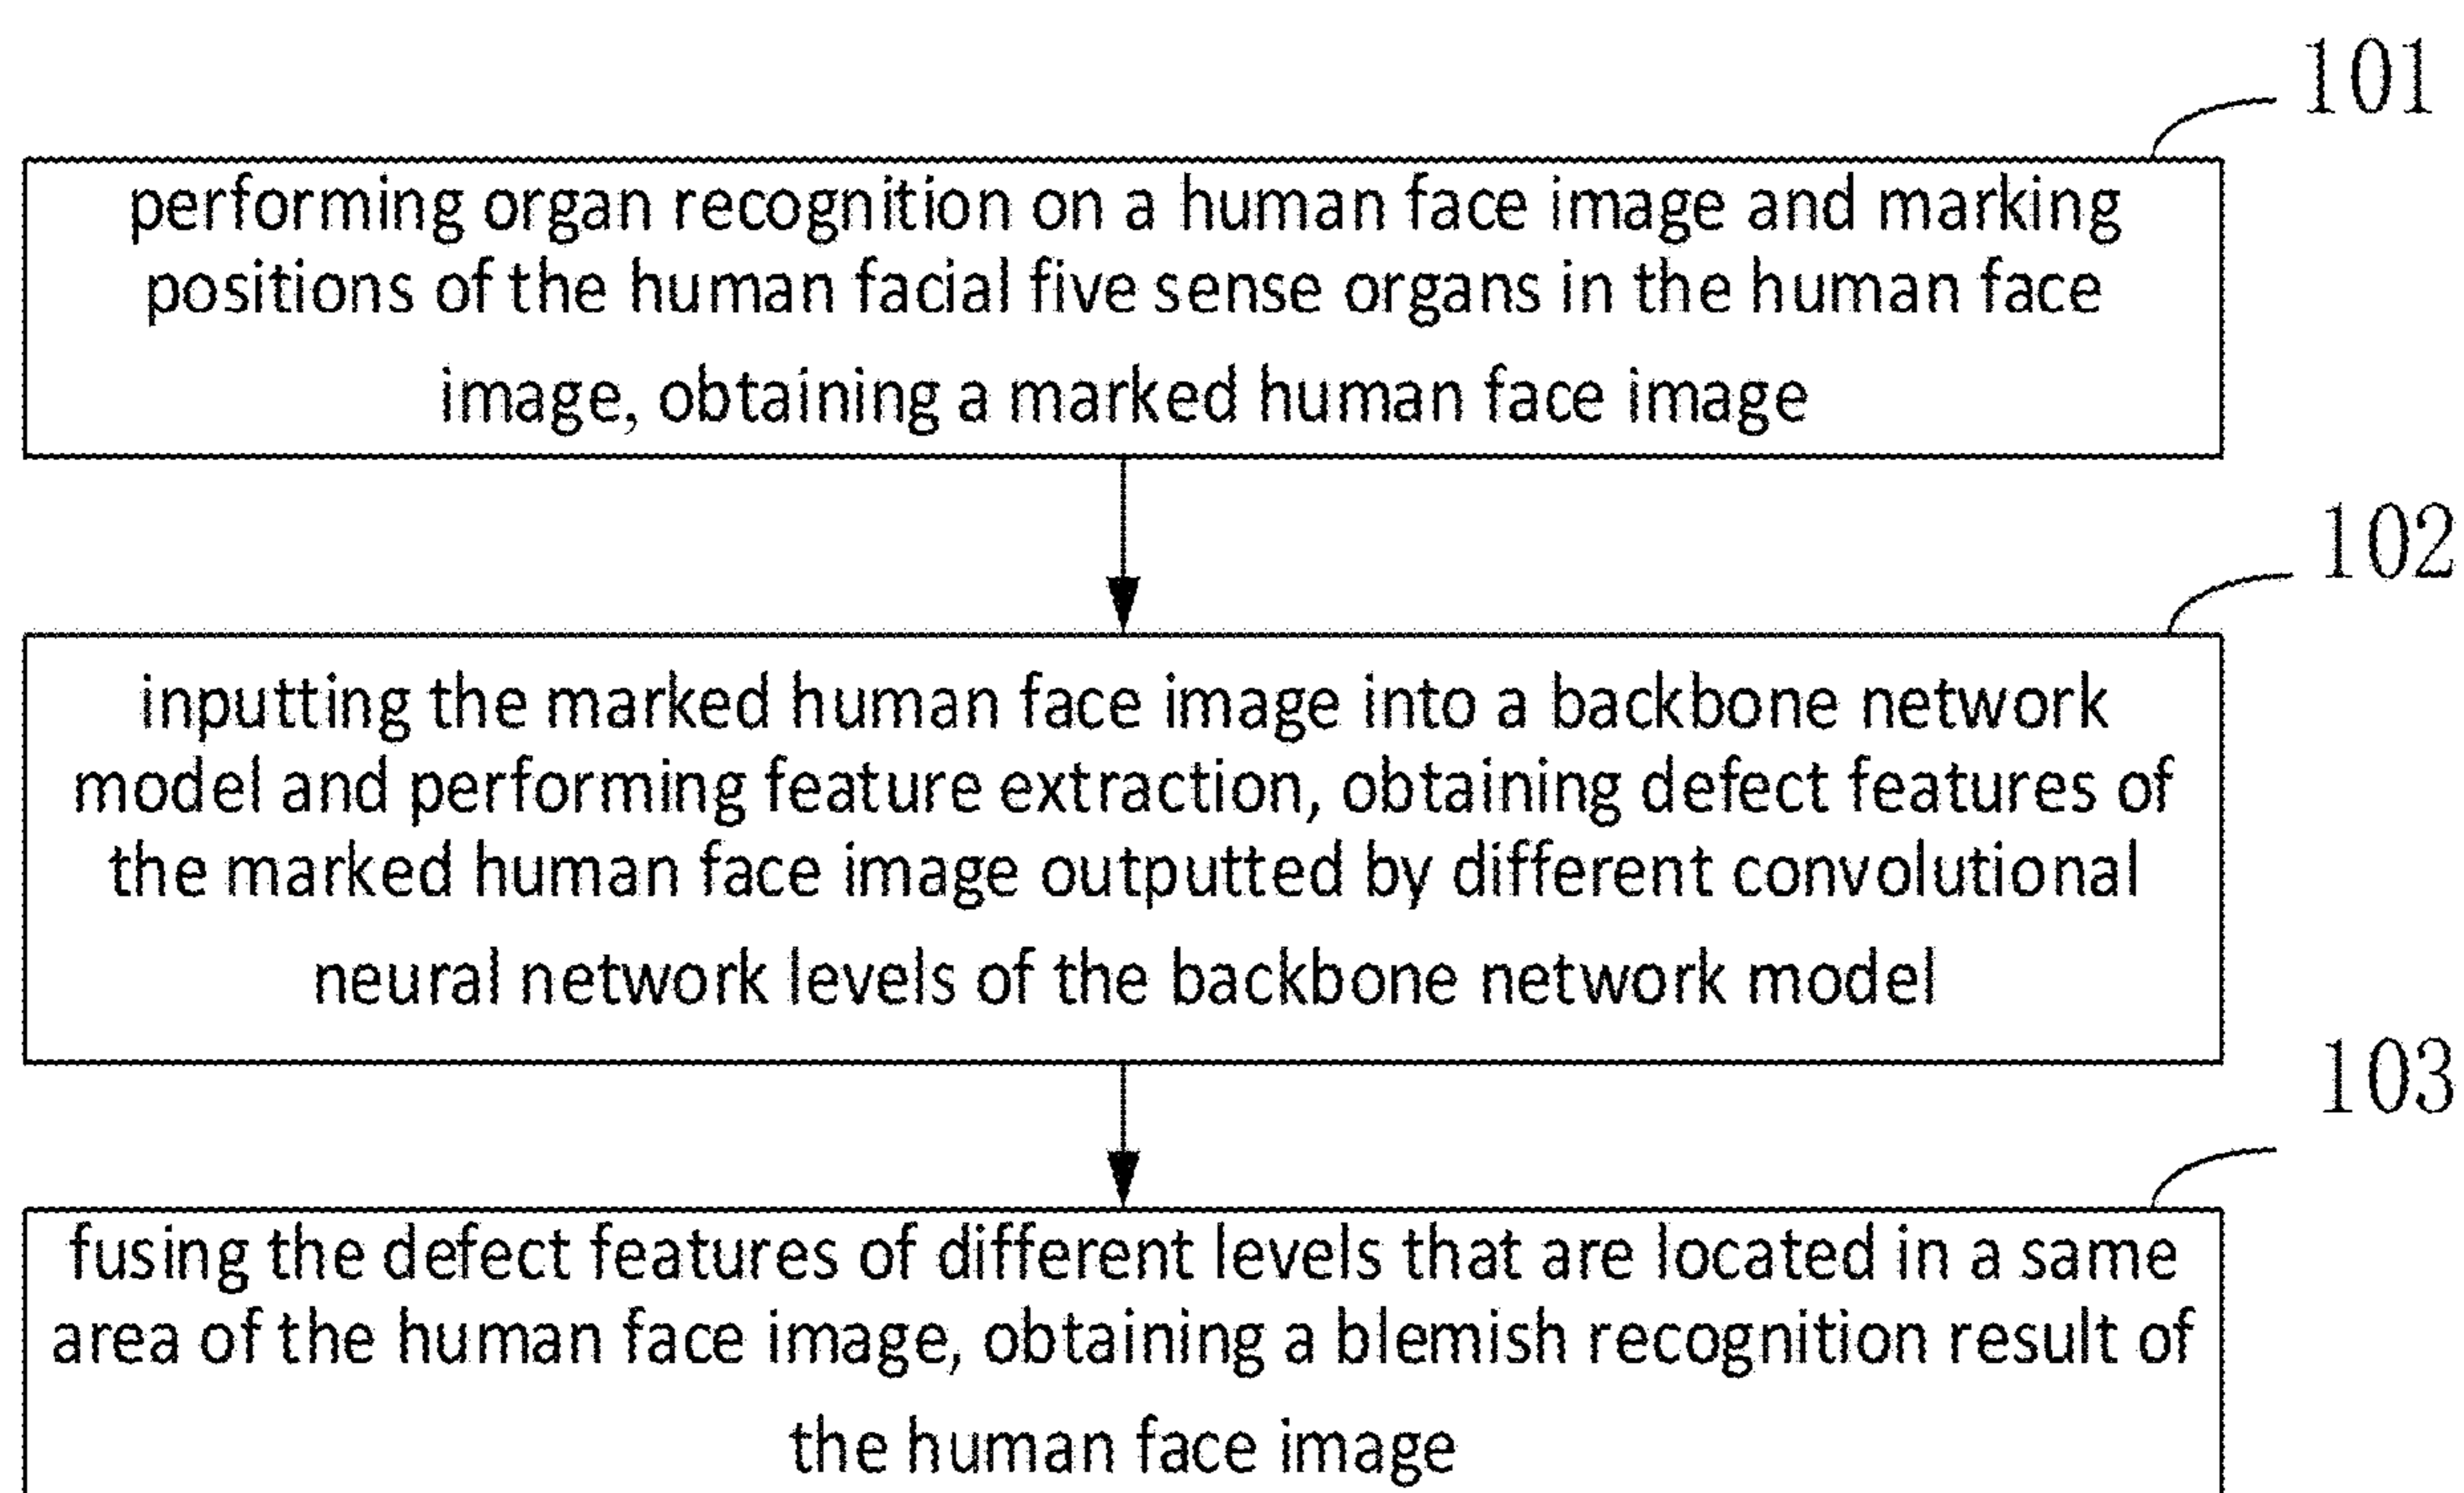 101
performing organ recognition on a human face image and marking
positions of the human facial five sense organs in the human face
image, obtaining a marked human face image
102
inputting the marked human face image into a backbone network
model and performing feature extraction, obtaining defect features of
the marked human face image outputted by different convolutional
neural network levels of the backbone network model
103
fusing the defect features of different levels that are located in a same
area of the human face image, obtaining a blemish recognition result of
the human face image